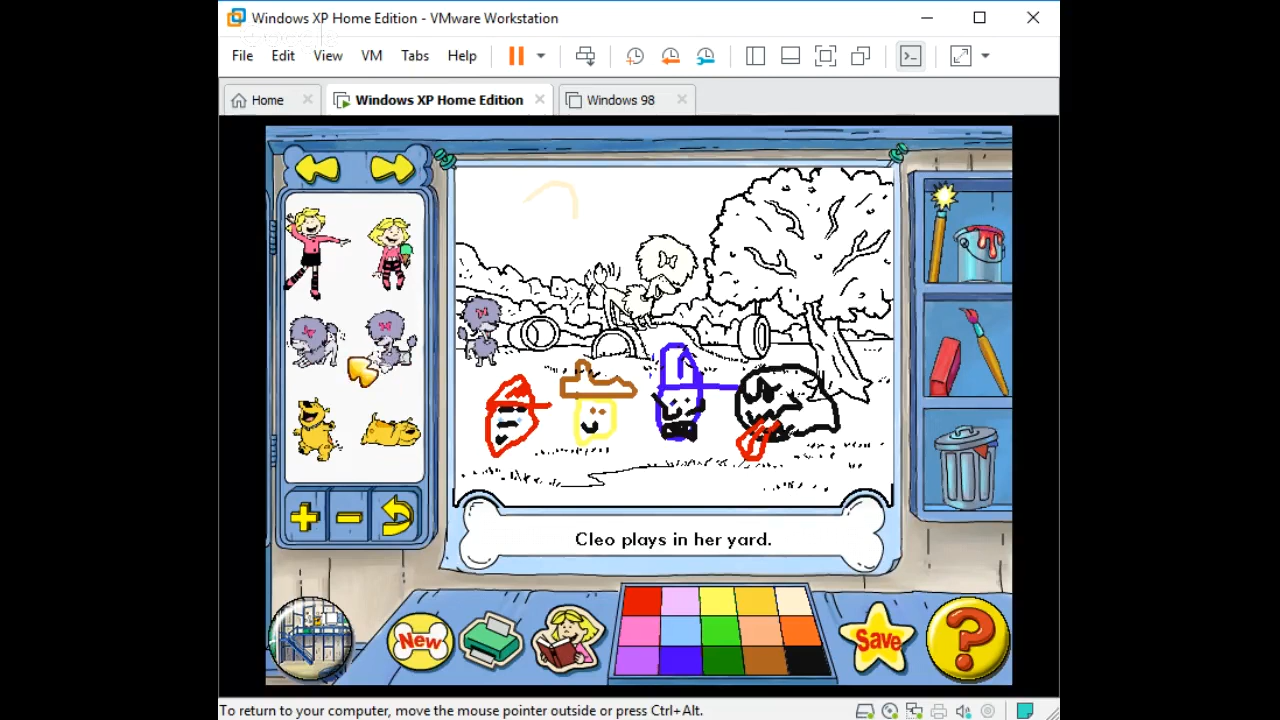 Windows XP Home Edition - VMware Workstation
Google
File Edit View VM Tabs Help
Home Windows XP Home Edition Windows 98
Cleo plays in her yard.
New Save ?
To return to your computer, move the mouse pointer outside or press Ctrl+Alt.